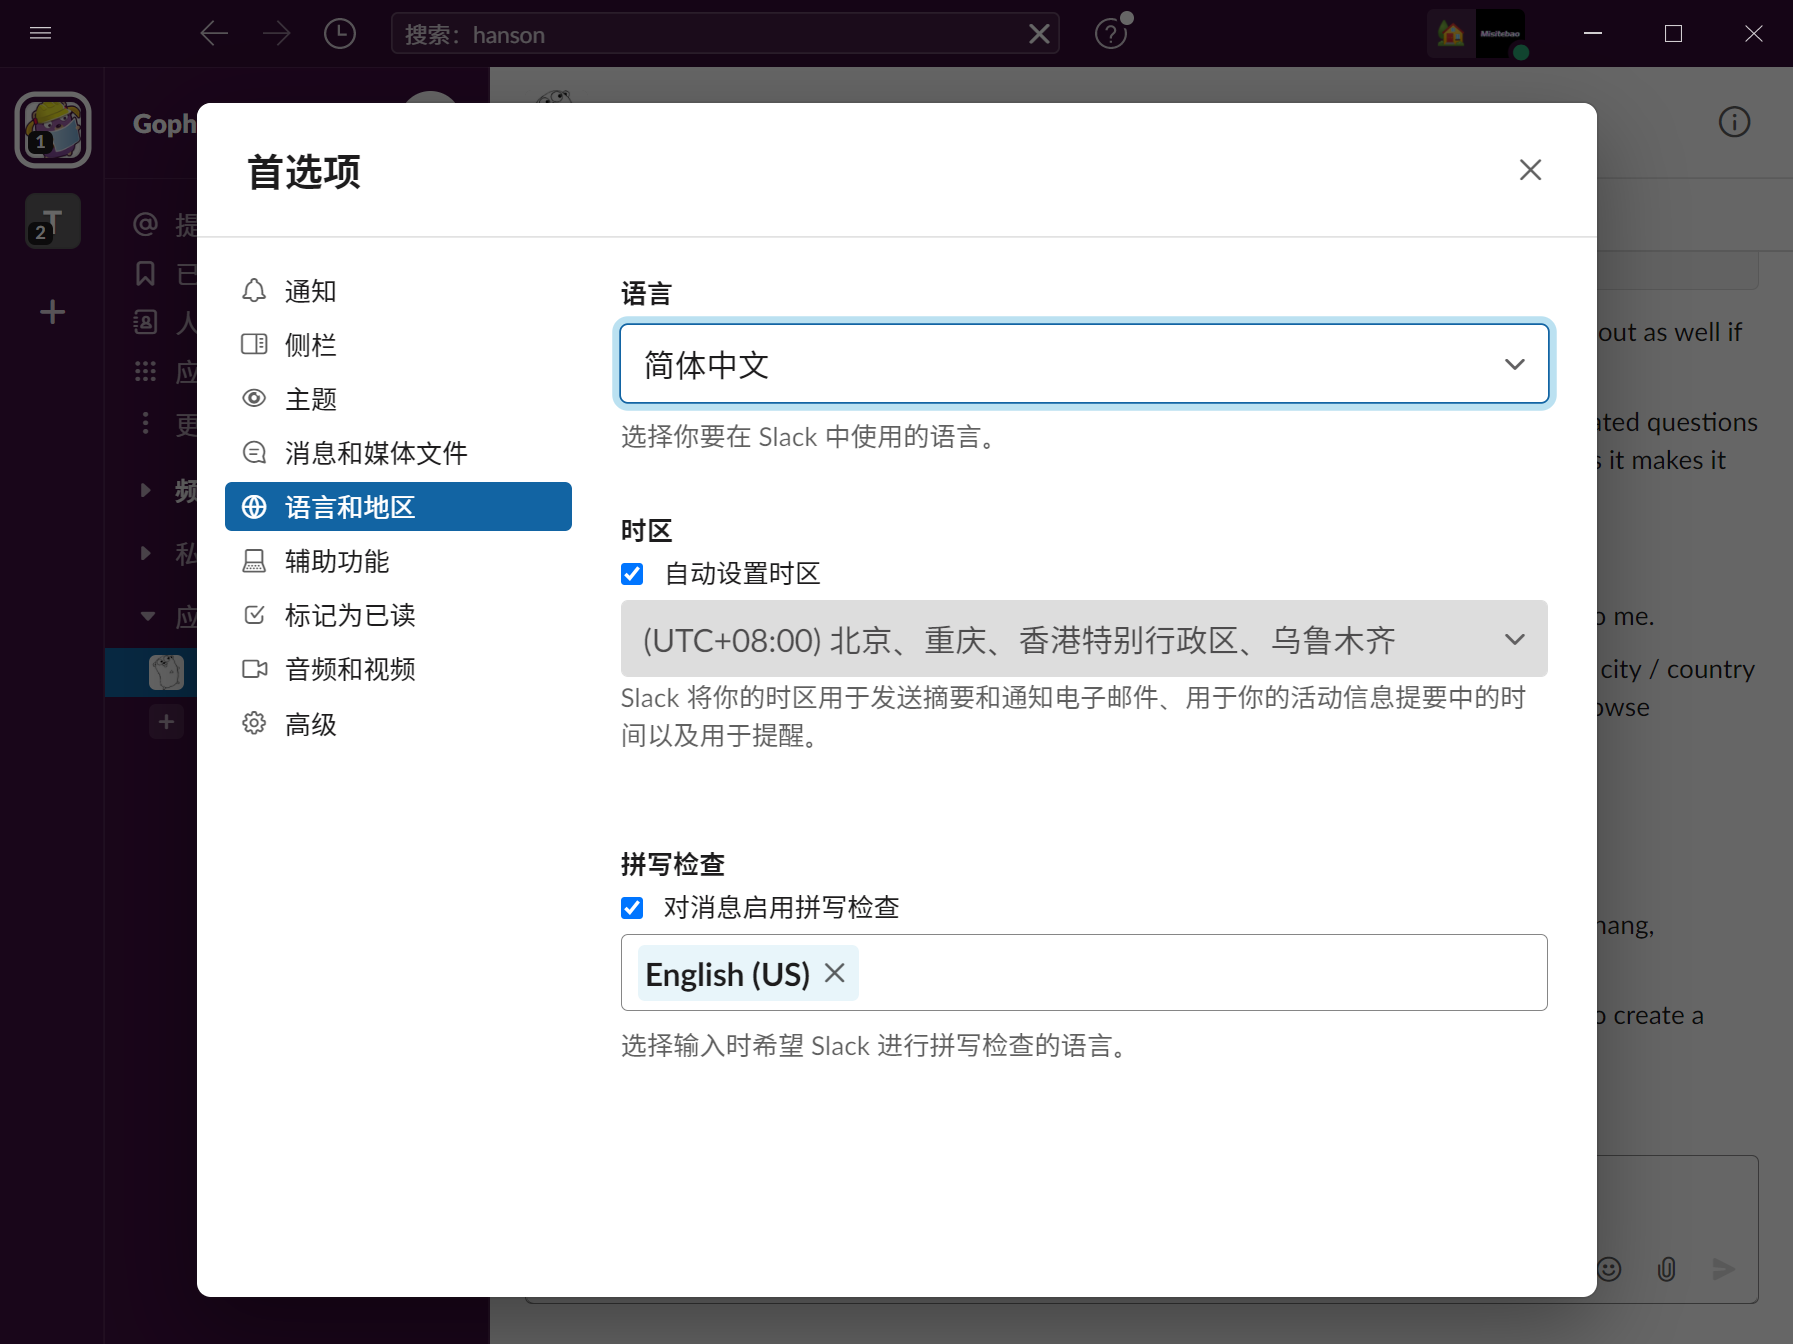 搜索：hanson
Misitebao
1
Goph
T
2
提
已
人
应
更
频
私
应
首选项
通知
侧栏
主题
消息和媒体文件
语言和地区
辅助功能
标记为已读
音频和视频
高级
语言
简体中文
选择你要在 Slack 中使用的语言。
时区
自动设置时区
(UTC+08:00) 北京、重庆、香港特别行政区、乌鲁木齐
Slack 将你的时区用于发送摘要和通知电子邮件、用于你的活动信息提要中的时
间以及用于提醒。
拼写检查
对消息启用拼写检查
English (US)
选择输入时希望 Slack 进行拼写检查的语言。
out as well if
ated questions
s it makes it
o me.
city / country
owse
hang,
o create a